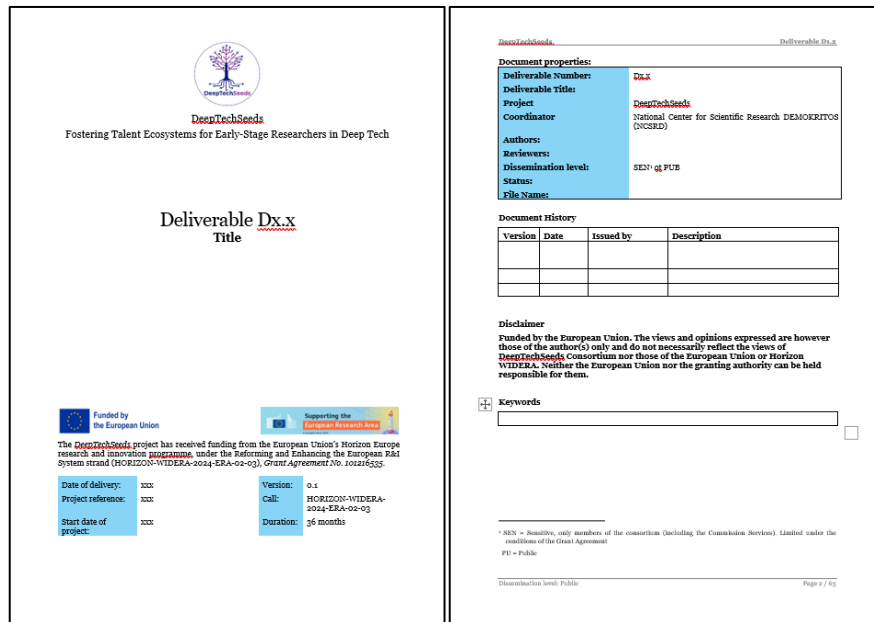 DeepTechSeeds
DeepTechSeeds
Fostering Talent Ecosystems for Early-Stage Researchers in Deep Tech
Deliverable Dx.x
Title
Funded by
the European Union
Supporting the
European Research Area
The DeepTechSeeds project has received funding from the European Union's Horizon Europe
research and innovation programme, under the Reforming and Enhancing the European R&I
System strand (HORIZON-WIDERA-2024-ERA-02-03), Grant Agreement No. 101216535.
Date of delivery: xxx Version: 0.1
Project reference: xxx Call: HORIZON-WIDERA-
2024-ERA-02-03
Start date of xxx Duration: 36 months
project:
DeepTechSeeds Deliverable D1.2
Document properties:
Deliverable Number: Dx.x
Deliverable Title:
Project DeepTechSeeds
Coordinator National Center for Scientific Research DEMOKRITOS
(NCSRD)
Authors:
Reviewers:
Dissemination level: SEN¹ ot PUB
Status:
File Name:
Document History
Version Date Issued by Description
Disclaimer
Funded by the European Union. The views and opinions expressed are however
those of the author(s) only and do not necessarily reflect the views of
DeepTechSeeds Consortium nor those of the European Union or Horizon
WIDERA. Neither the European Union nor the granting authority can be held
responsible for them.
Keywords
¹ SEN = Sensitive, only members of the consortium (including the Commission Services). Limited under the
conditions of the Grant Agreement
PU = Public
Dissemination level: Public Page 2 / 63